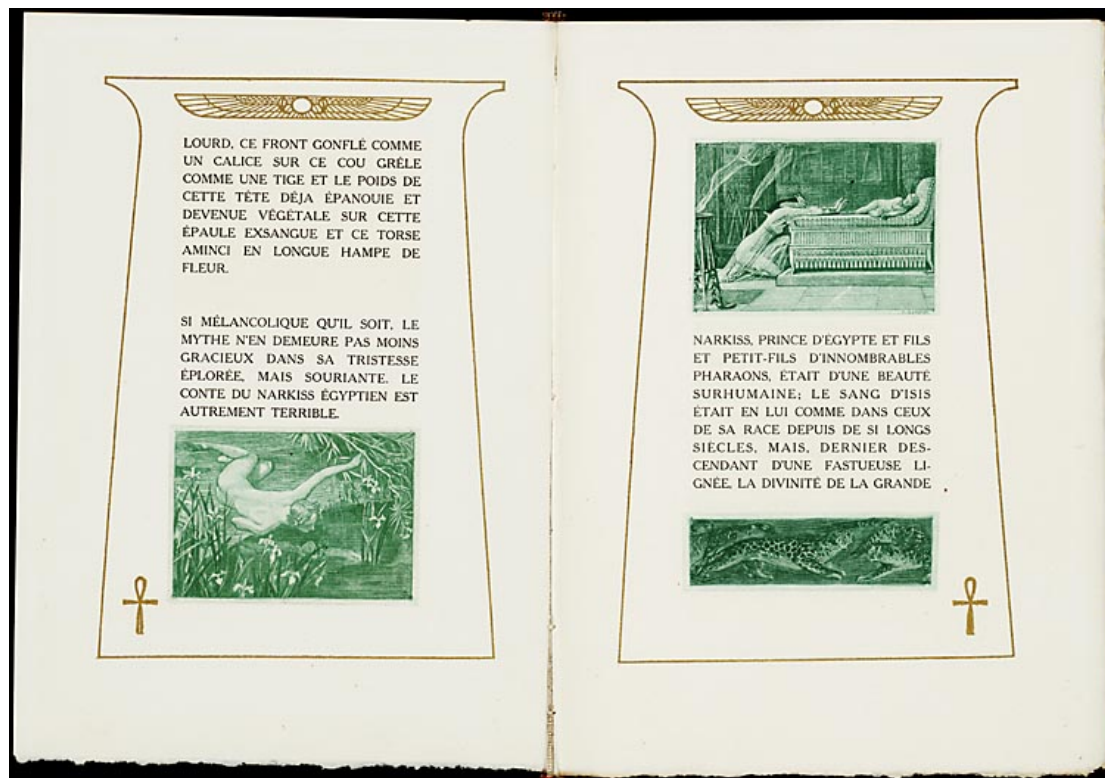 LOURD, CE FRONT GONFLÉ COMME
UN CALICE SUR CE COU GRÊLE
COMME UNE TIGE ET LE POIDS DE
CETTE TÊTE DÉJA ÉPANOUIE ET
DEVENUE VÉGÉTALE SUR CETTE
ÉPAULE EXSANGUE ET CE TORSE
AMINCI EN LONGUE HAMPE DE
FLEUR.
SI MÉLANCOLIQUE QU'IL SOIT, LE
MYTHE N'EN DEMEURE PAS MOINS
GRACIEUX DANS SA TRISTESSE
ÉPLORÉE, MAIS SOURIANTE. LE
CONTE DU NARKISS ÉGYPTIEN EST
AUTREMENT TERRIBLE.
NARKISS, PRINCE D'ÉGYPTE ET FILS
ET PETIT-FILS D'INNOMBRABLES
PHARAONS, ÉTAIT D'UNE BEAUTÉ
SURHUMAINE; LE SANG D'ISIS
ÉTAIT EN LUI COMME DANS CEUX
DE SA RACE DEPUIS DE SI LONGS
SIÈCLES, MAIS, DERNIER DES-
CENDANT D'UNE FASTUEUSE LI-
GNÉE, LA DIVINITÉ DE LA GRANDE